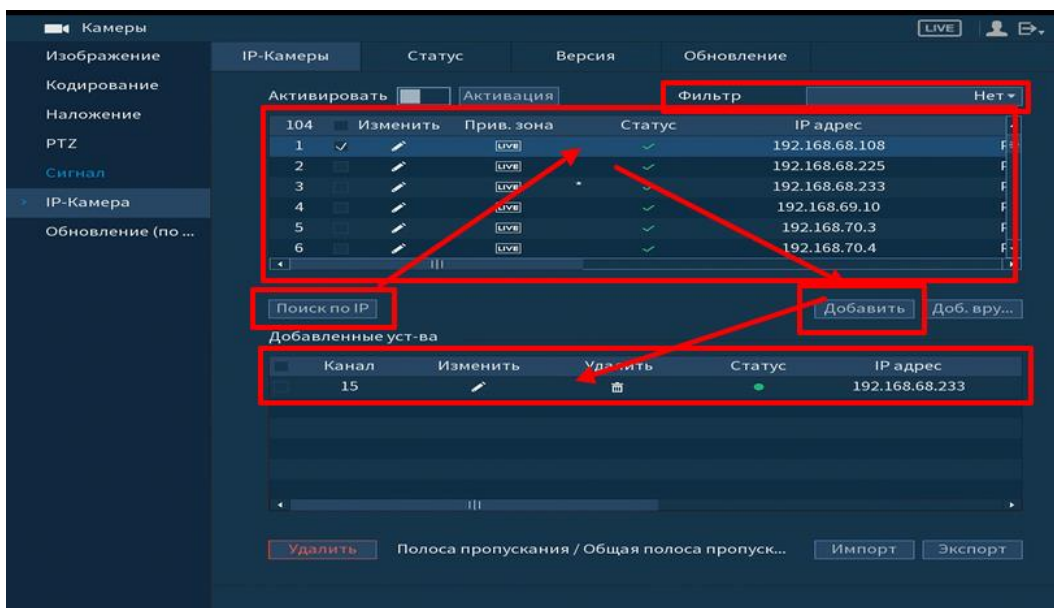 Камеры LIVE
Изображение
Кодирование
Наложение
PTZ
Сигнал
IP-Камера
Обновление (по ...
IP-Камеры Статус Версия Обновление
Активировать Активация Фильтр Нет
104 Изменить Прив. зона Статус IP адрес
1 LIVE 192.168.68.108
2 LIVE 192.168.68.225
3 LIVE * 192.168.68.233
4 LIVE 192.168.69.10
5 LIVE 192.168.70.3
6 LIVE 192.168.70.4
Поиск по IP Добавить Доб. вру...
Добавленные уст-ва
Канал Изменить Удалить Статус IP адрес
15 192.168.68.233
Удалить Полоса пропускания / Общая полоса пропуск... Импорт Экспорт